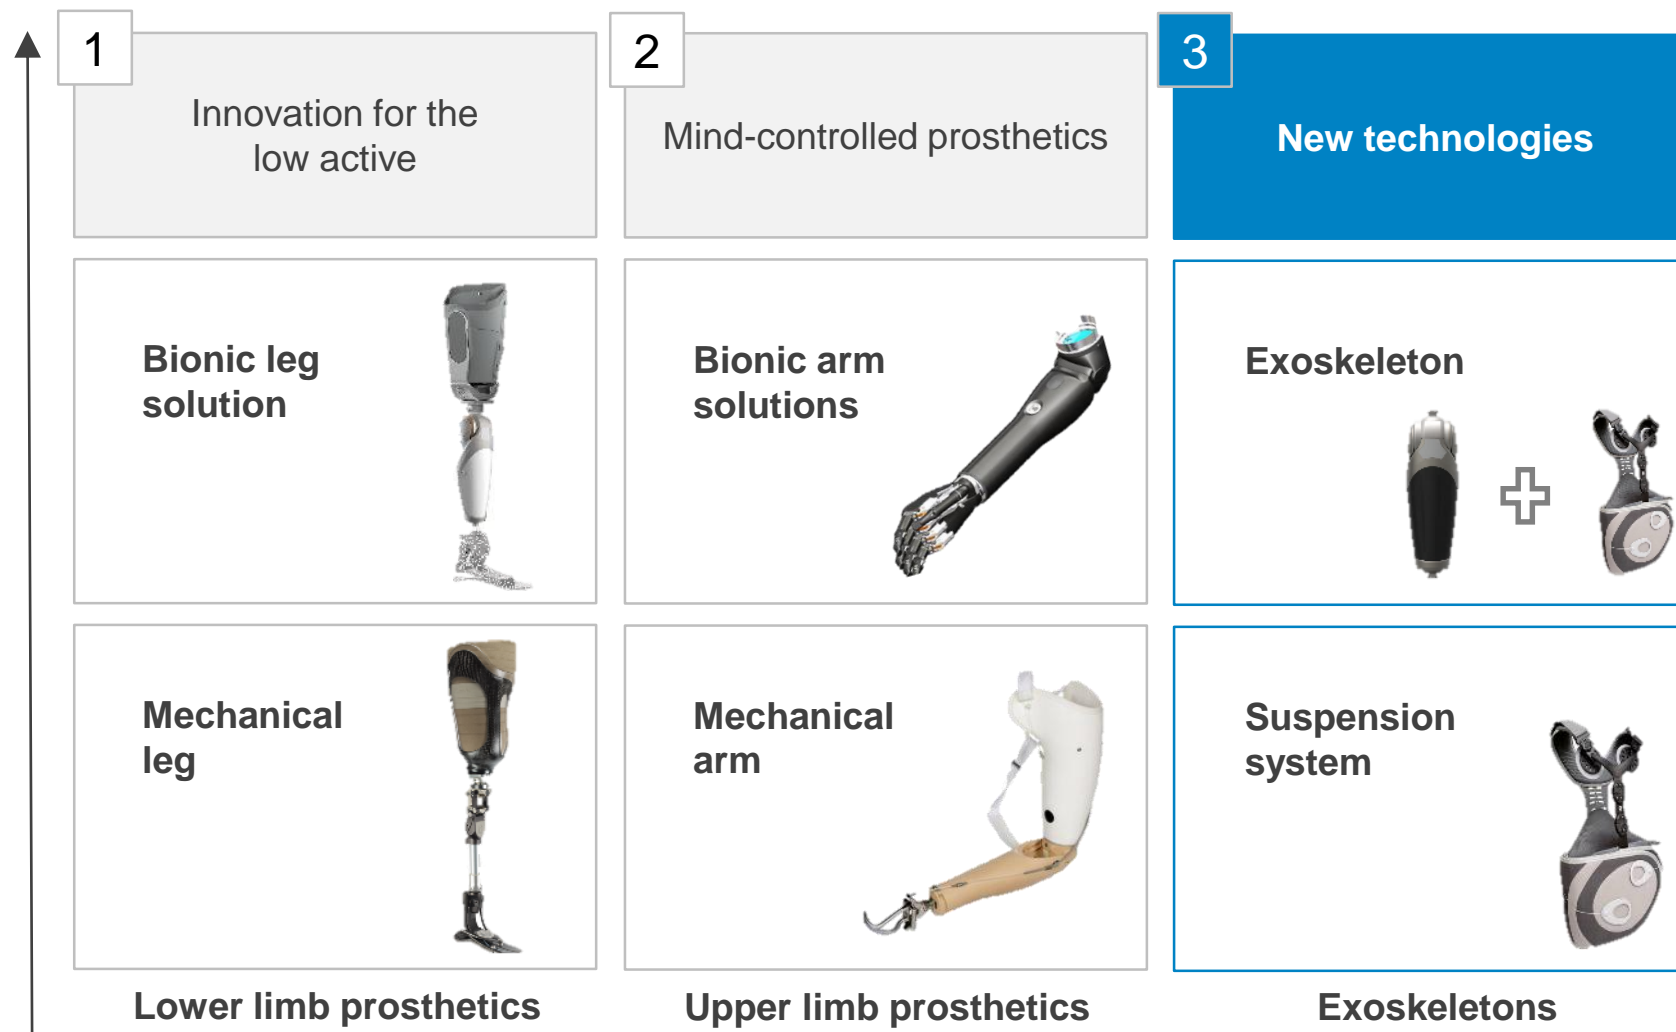 1
Innovation for the
low active
2
Mind-controlled prosthetics
3
New technologies
Bionic leg
solution
Bionic arm
solutions
Exoskeleton
Mechanical
leg
Mechanical
arm
Suspension
system
Lower limb prosthetics
Upper limb prosthetics
Exoskeletons